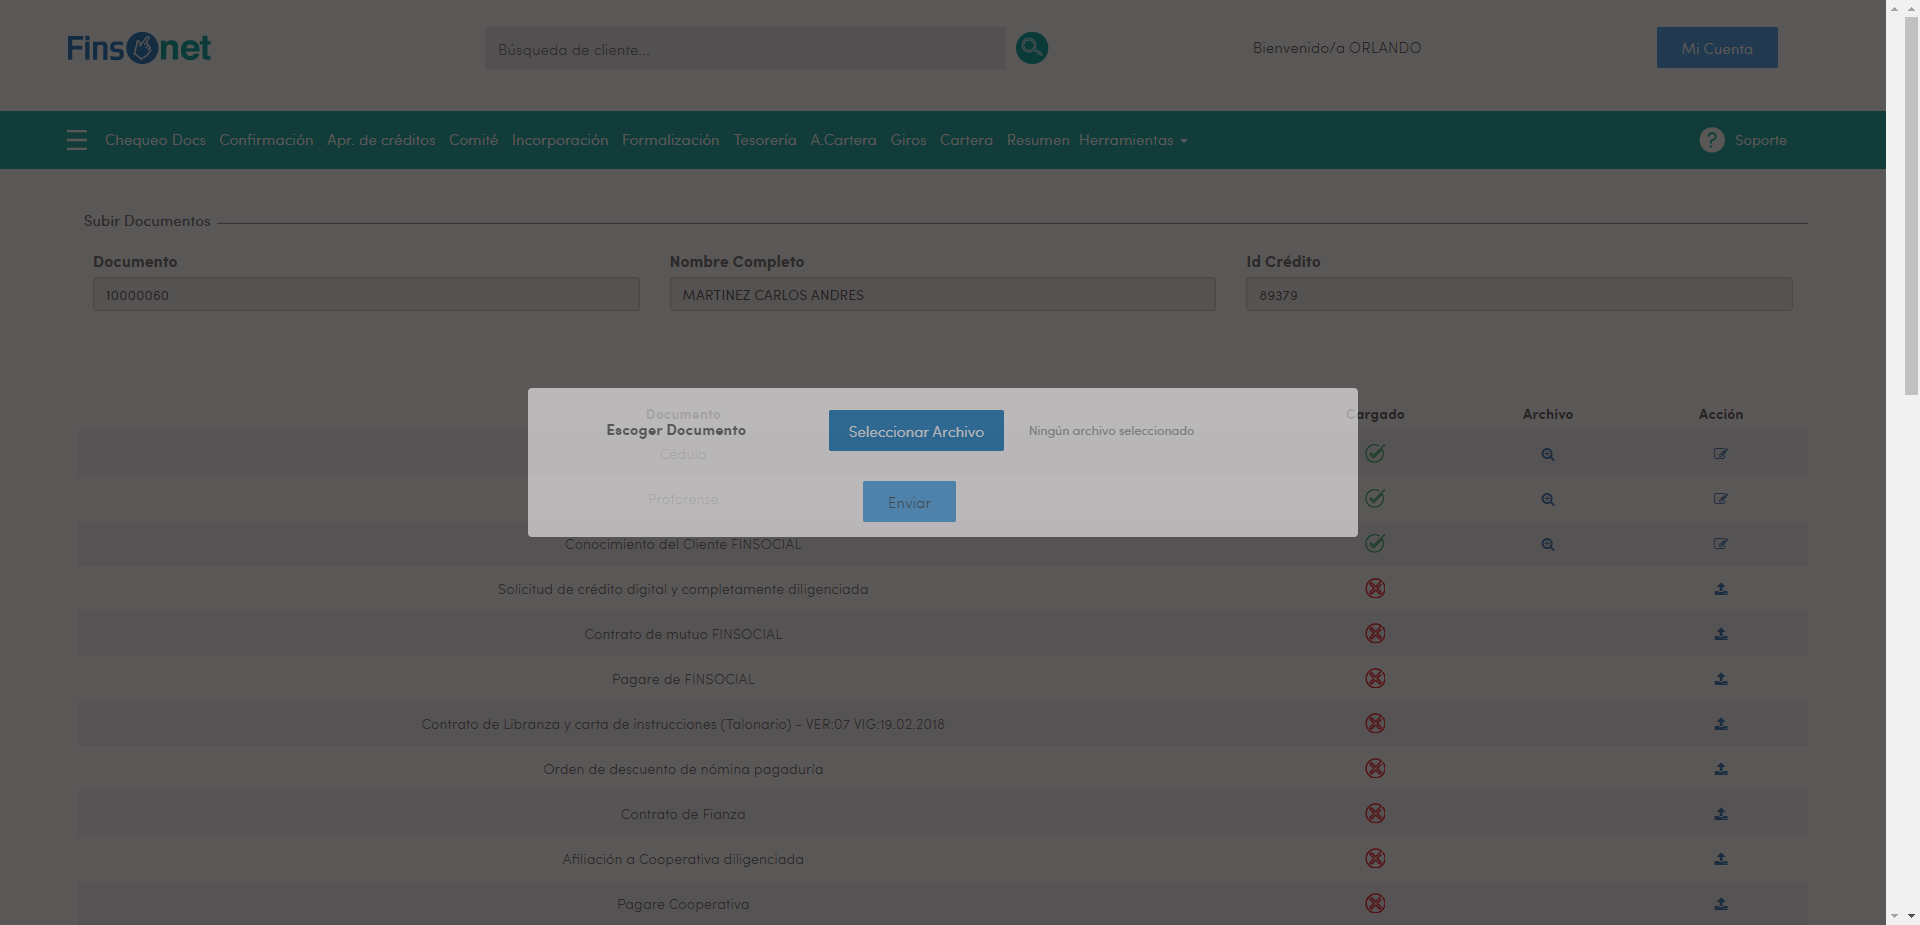 Finsonet
Búsqueda de cliente...
Bienvenido/a ORLANDO
Mi Cuenta
Chequeo Docs Confirmación Apr. de créditos Comité Incorporación Formalización Tesorería A.Cartera Giros Cartera Resumen Herramientas
? Soporte
Subir Documentos
Documento Nombre Completo Id Crédito
10000060 MARTINEZ CARLOS ANDRES 89379
Documento Cargado Archivo Acción
Escoger Documento Seleccionar Archivo Ningún archivo seleccionado
Cédula
Proforense
Enviar
Conocimiento del Cliente FINSOCIAL
Solicitud de crédito digital y completamente diligenciada
Contrato de mutuo FINSOCIAL
Pagare de FINSOCIAL
Contrato de Libranza y carta de instrucciones (Talonario) - VER:07 VIG:19.02.2018
Orden de descuento de nómina pagaduría
Contrato de Fianza
Afiliación a Cooperativa diligenciada
Pagare Cooperativa